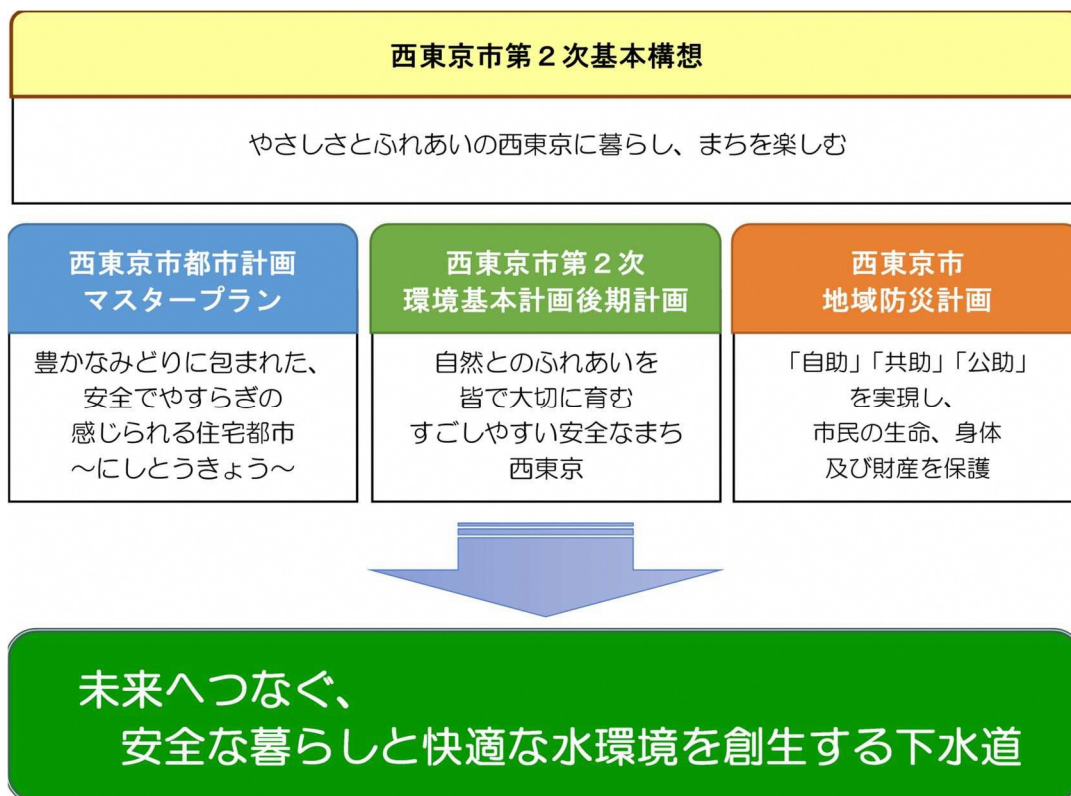 西東京市第２次基本構想
やさしさとふれあいの西東京に暮らし、まちを楽しむ
西東京市都市計画
マスタープラン
豊かなみどりに包まれた、
安全でやすらぎの
感じられる住宅都市
～にしとうきょう～
西東京市第２次
環境基本計画後期計画
自然とのふれあいを
皆で大切に育む
すごしやすい安全なまち
西東京
西東京市
地域防災計画
「自助」「共助」「公助」
を実現し、
市民の生命、身体
及び財産を保護
未来へつなぐ、
安全な暮らしと快適な水環境を創生する下水道